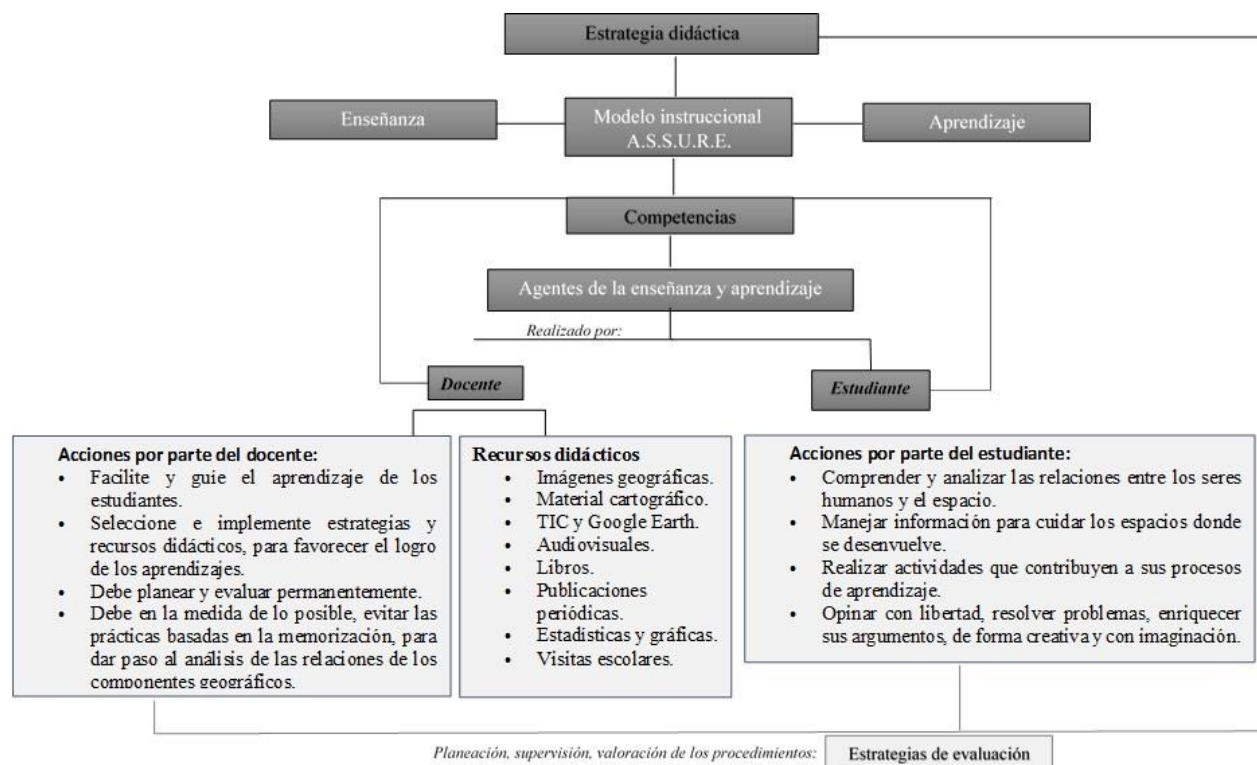 Estrategia didáctica
Enseñanza
Modelo instruccional
A.S.S.U.R.E.
Aprendizaje
Competencias
Agentes de la enseñanza y aprendizaje
Realizado por:
Docente
Estudiante
Acciones por parte del docente:
• Facilite y guíe el aprendizaje de los
estudiantes.
• Seleccione e implemente estrategias y
recursos didácticos, para favorecer el logro
de los aprendizajes.
• Debe planear y evaluar permanentemente.
• Debe en la medida de lo posible, evitar las
prácticas basadas en la memorización, para
dar paso al análisis de las relaciones de los
componentes geográficos.
Recursos didácticos
• Imágenes geográficas.
• Material cartográfico.
• TIC y Google Earth.
• Audiovisuales.
• Libros.
• Publicaciones
periódicas.
• Estadísticas y gráficas.
• Visitas escolares.
Acciones por parte del estudiante:
• Comprender y analizar las relaciones entre los seres
humanos y el espacio.
• Manejar información para cuidar los espacios donde
se desenvuelve.
• Realizar actividades que contribuyen a sus procesos
de aprendizaje.
• Opinar con libertad, resolver problemas, enriquecer
sus argumentos, de forma creativa y con imaginación.
Planeación, supervisión, valoración de los procedimientos:
Estrategias de evaluación